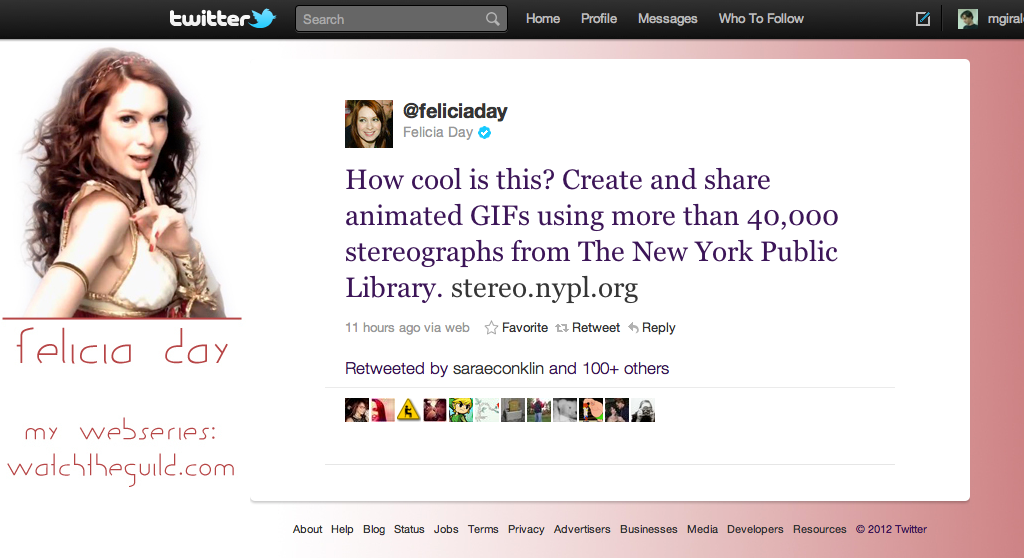 twitter Search Home Profile Messages Who To Follow
@feliciaday
Felicia Day
How cool is this? Create and share
animated GIFs using more than 40,000
stereographs from The New York Public
Library. stereo.nypl.org
11 hours ago via web Favorite Retweet Reply
Retweeted by saraeconklin and 100+ others
felicia day
my webseries:
watchtheguild.com
About Help Blog Status Jobs Terms Privacy Advertisers Businesses Media Developers Resources © 2012 Twitter